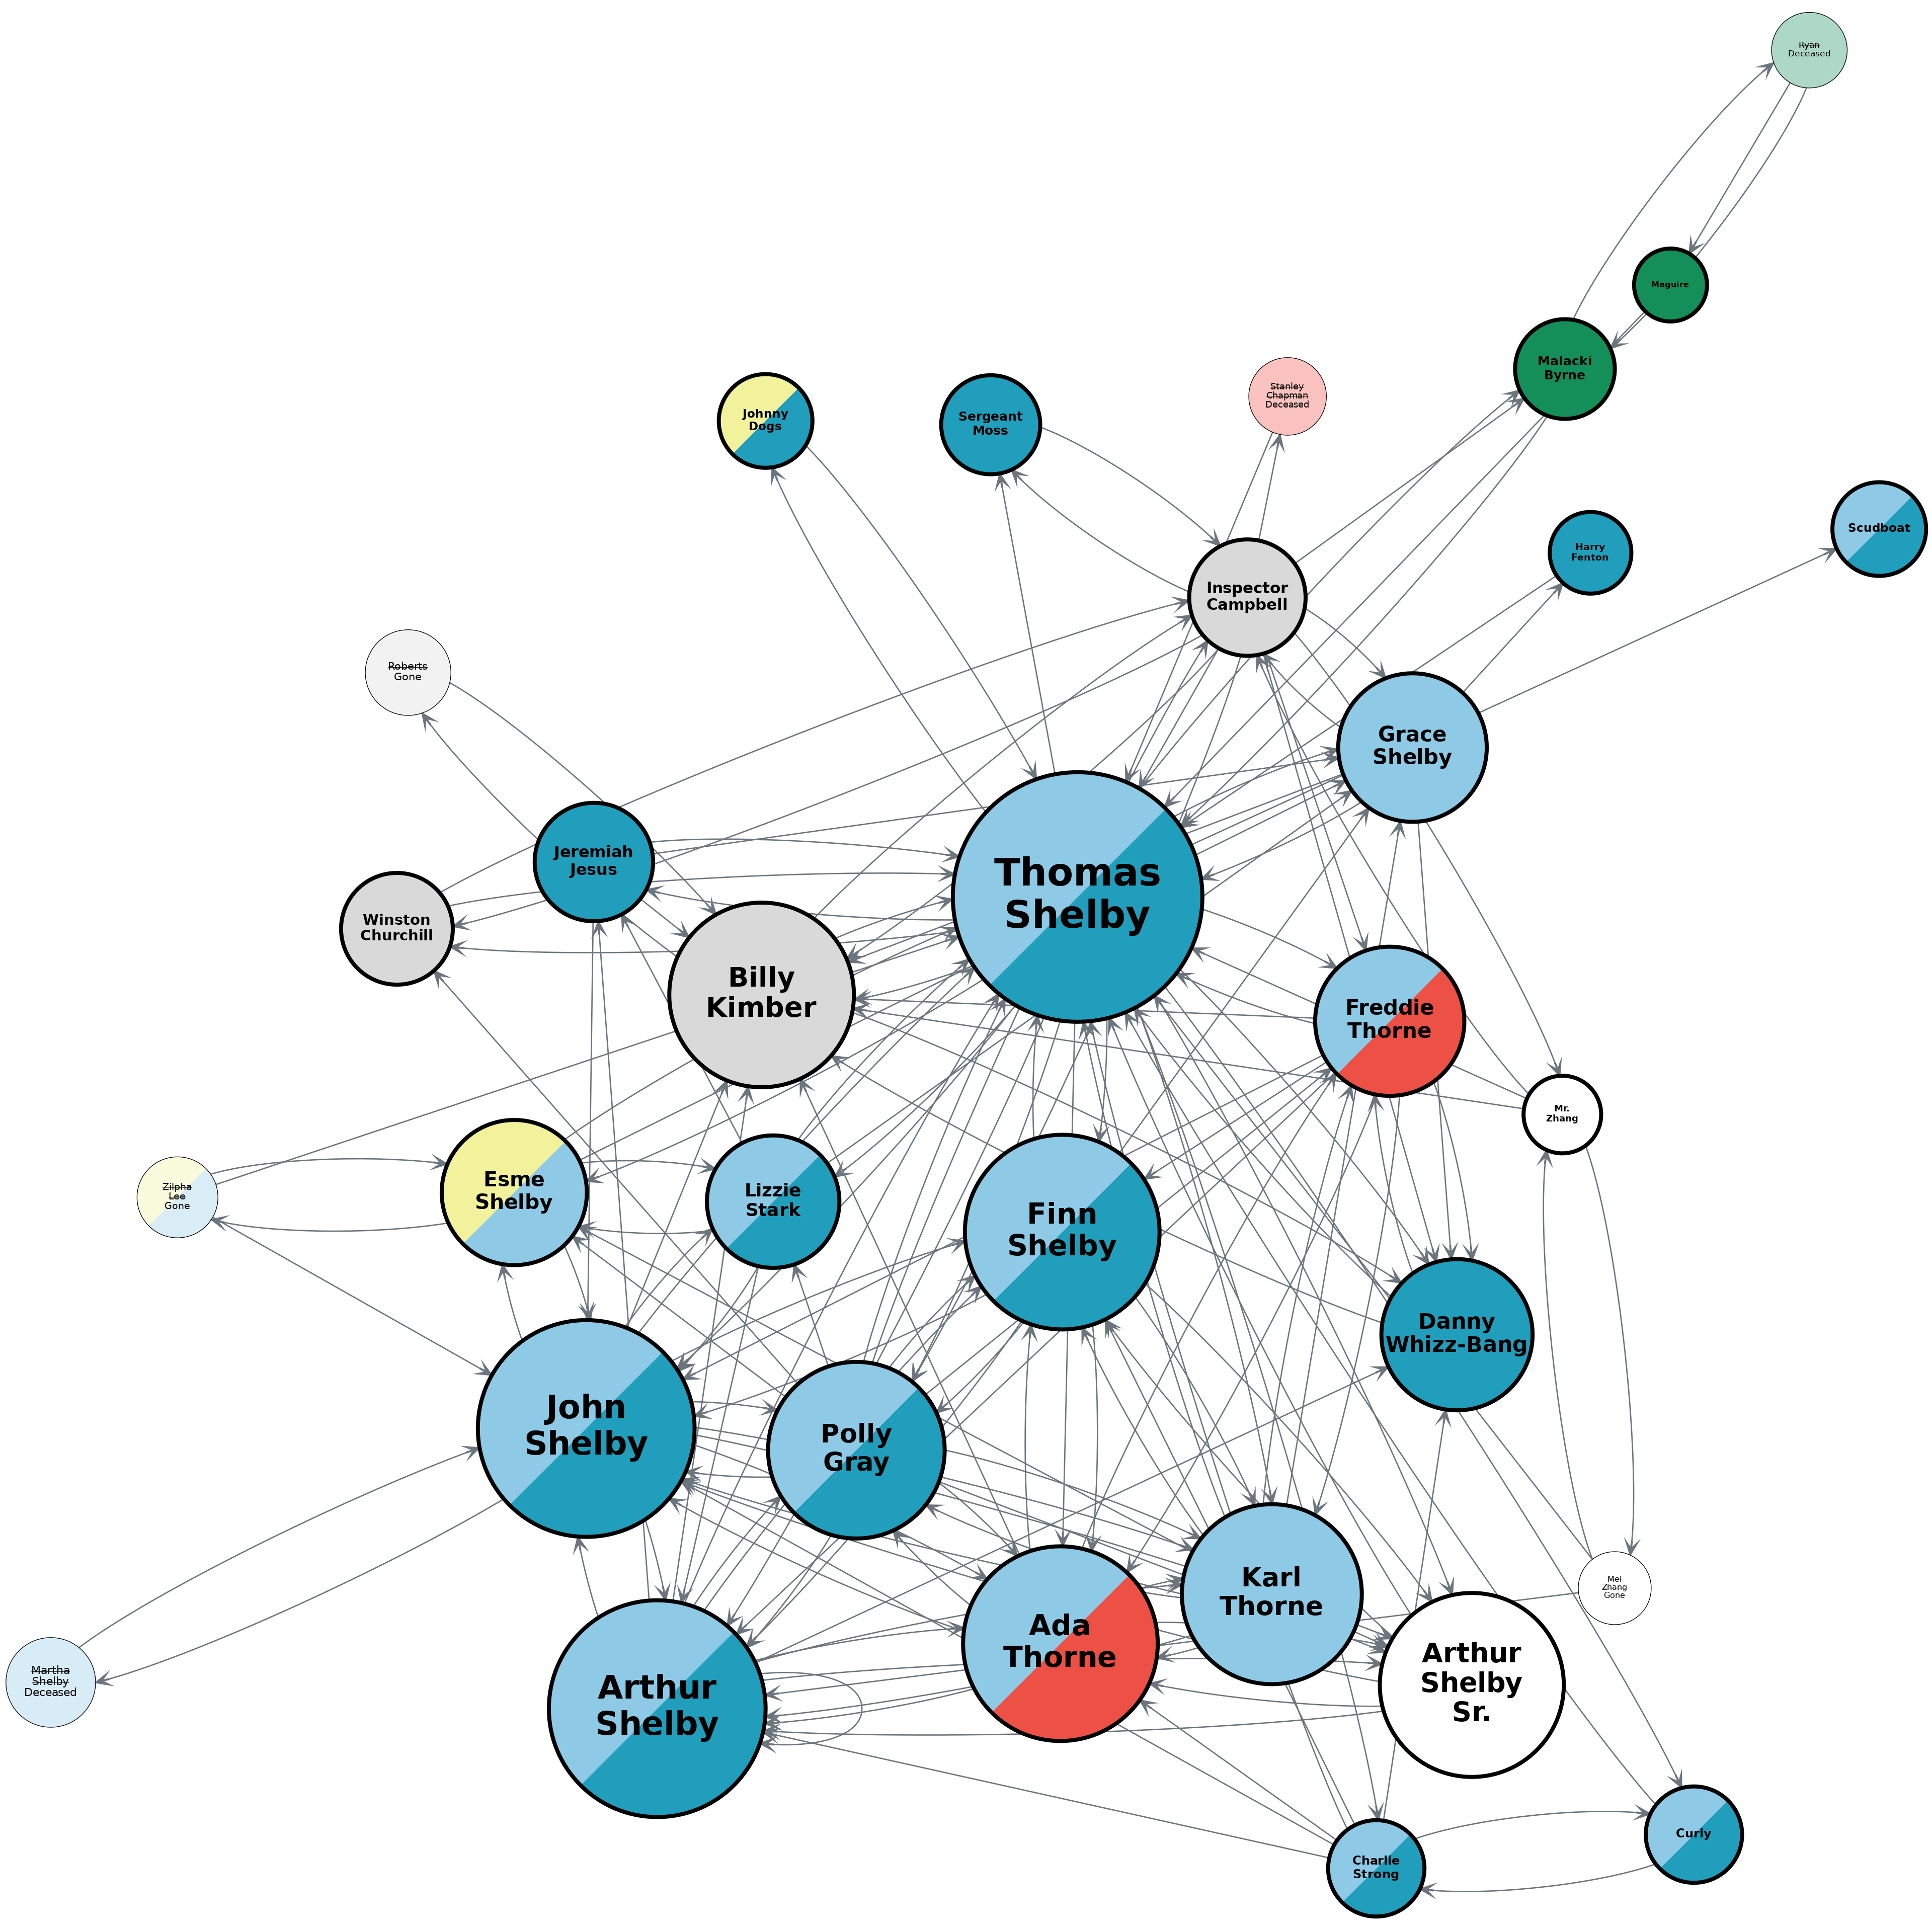 Ryan
Deceased
Maguire
Malacki
Byrne
Stanley
Chapman
Deceased
Johnny
Dogs
Sergeant
Moss
Scudboat
Harry
Fenton
Inspector
Campbell
Roberts
Gone
Grace
Shelby
Jeremiah
Jesus
Thomas
Shelby
Winston
Churchill
Billy
Kimber
Freddie
Thorne
Mr.
Zhang
Esme
Shelby
Zilpha
Lee
Gone
Lizzie
Stark
Finn
Shelby
Danny
Whizz-Bang
John
Shelby
Polly
Gray
Karl
Thorne
Mei
Zhang
Gone
Ada
Thorne
Arthur
Shelby
Sr.
Martha
Shelby
Deceased
Arthur
Shelby
Curly
Charlie
Strong